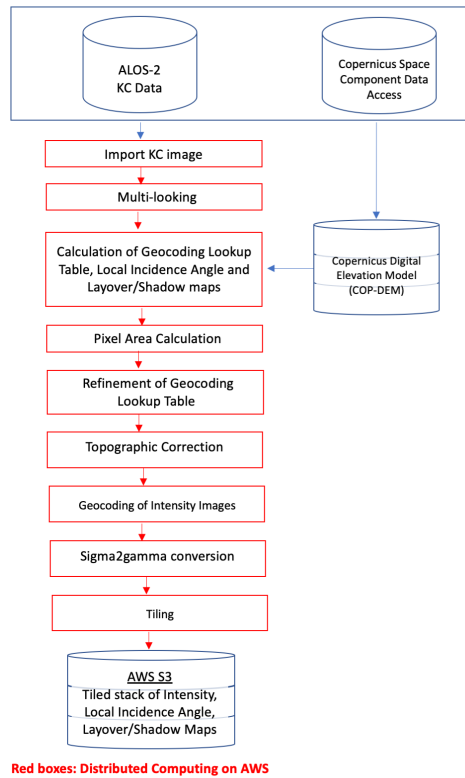 ALOS-2
KC Data
Copernicus Space
Component Data
Access
Import KC image
Multi-looking
Calculation of Geocoding Lookup
Table, Local Incidence Angle and
Layover/Shadow maps
Copernicus Digital
Elevation Model
(COP-DEM)
Pixel Area Calculation
Refinement of Geocoding
Lookup Table
Topographic Correction
Geocoding of Intensity Images
Sigma2gamma conversion
Tiling
AWS S3
Tiled stack of Intensity,
Local Incidence Angle,
Layover/Shadow Maps
Red boxes: Distributed Computing on AWS